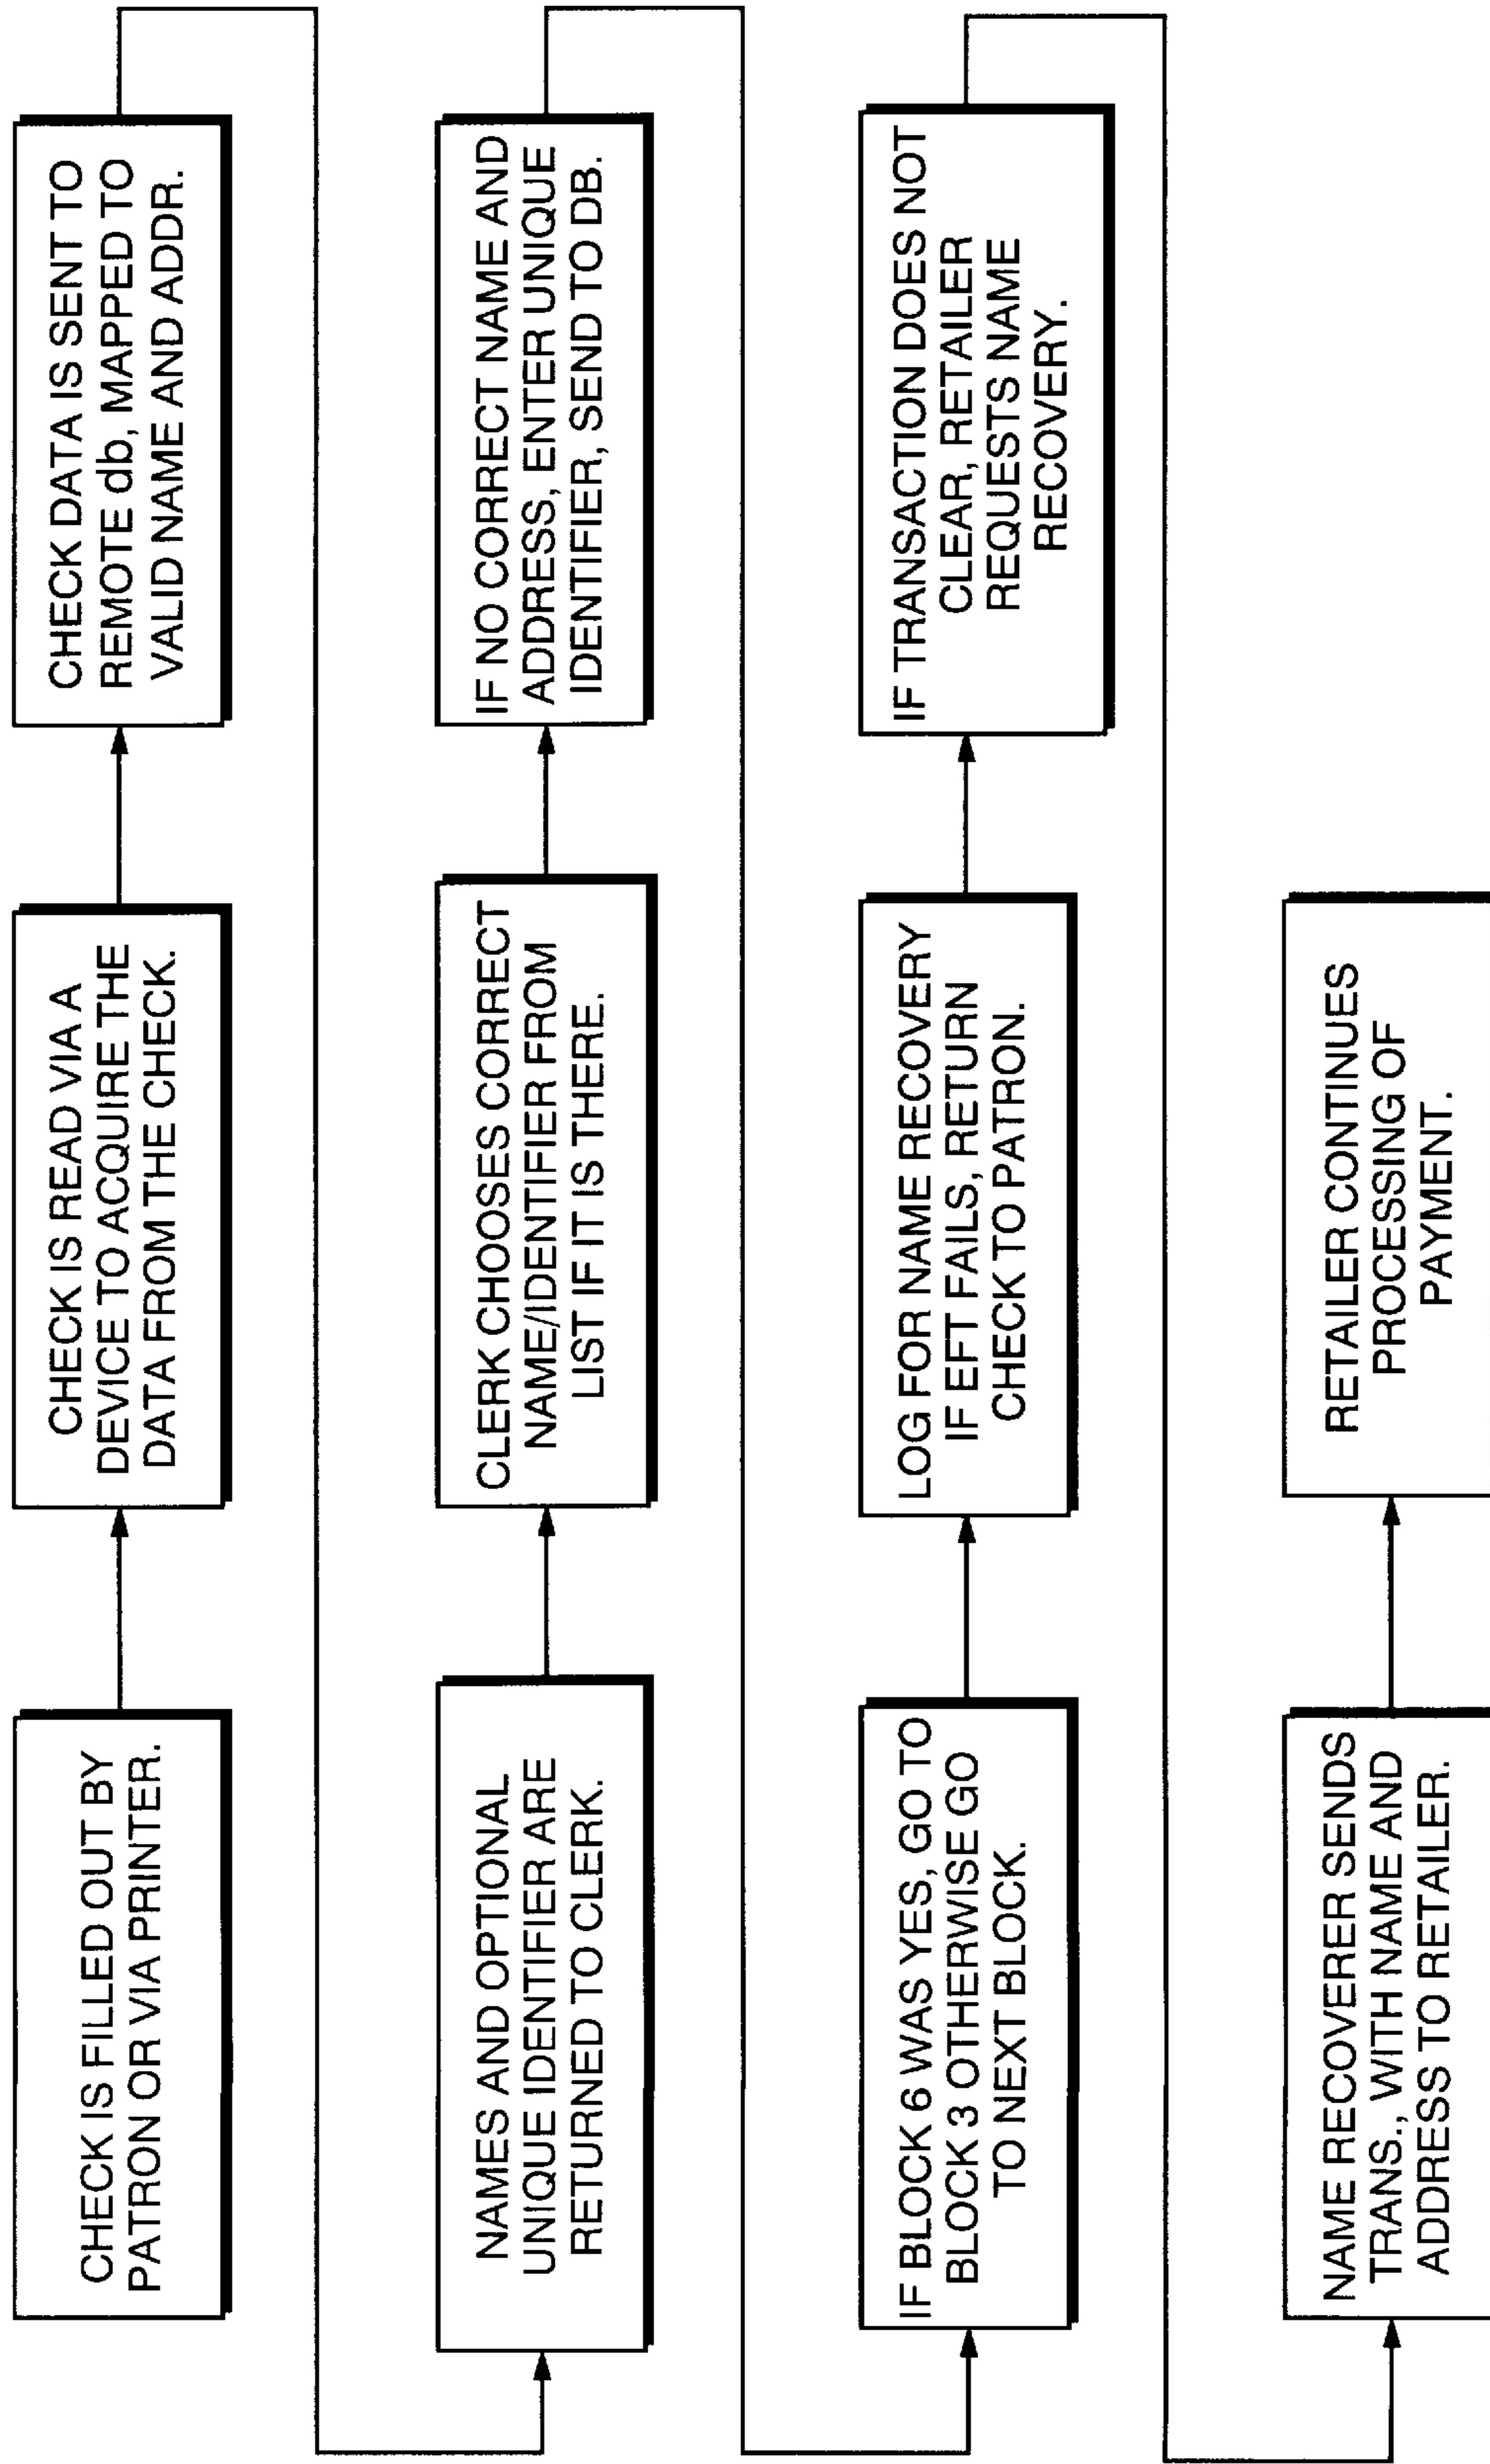 CHECK IS FILLED OUT BY
PATRON OR VIA PRINTER.
CHECK IS READ VIA A
DEVICE TO ACQUIRE THE
DATA FROM THE CHECK.
CHECK DATA IS SENT TO
REMOTE db, MAPPED TO
VALID NAME AND ADDR.
NAMES AND OPTIONAL
UNIQUE IDENTIFIER ARE
RETURNED TO CLERK.
CLERK CHOOSES CORRECT
NAME/IDENTIFIER FROM
LIST IF IT IS THERE.
IF NO CORRECT NAME AND
ADDRESS, ENTER UNIQUE
IDENTIFIER, SEND TO DB.
IF BLOCK 6 WAS YES, GO TO
BLOCK 3 OTHERWISE GO
TO NEXT BLOCK.
LOG FOR NAME RECOVERY
IF EFT FAILS, RETURN
CHECK TO PATRON.
IF TRANSACTION DOES NOT
CLEAR, RETAILER
REQUESTS NAME
RECOVERY.
NAME RECOVERER SENDS
TRANS., WITH NAME AND
ADDRESS TO RETAILER.
RETAILER CONTINUES
PROCESSING OF
PAYMENT.